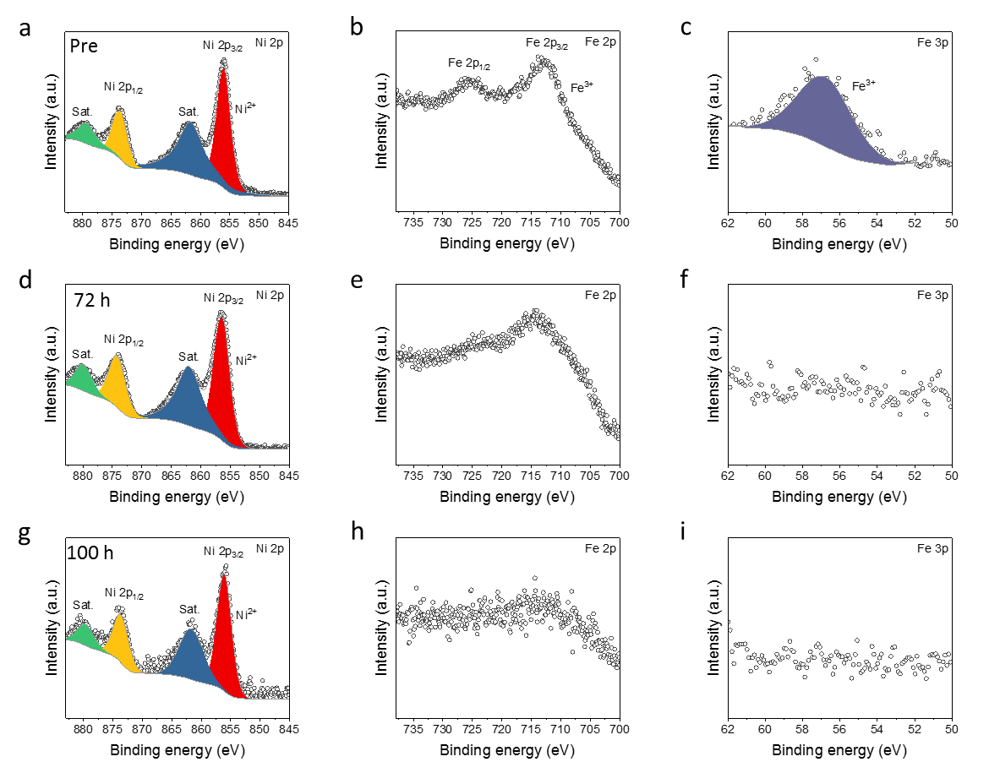 a
Pre
Ni 2p₃/₂
Ni 2p
Ni 2p₁/₂
Sat.
Sat.
Ni²⁺
Intensity (a.u.)
880 875 870 865 860 855 850 845
Binding energy (eV)
b
Fe 2p₃/₂
Fe 2p
Fe 2p₁/₂
Fe³⁺
Intensity (a.u.)
735 730 725 720 715 710 705 700
Binding energy (eV)
c
Fe 3p
Fe³⁺
Intensity (a.u.)
62 60 58 56 54 52 50
Binding energy (eV)
d
72 h
Ni 2p₃/₂
Ni 2p
Ni 2p₁/₂
Sat.
Sat.
Ni²⁺
Intensity (a.u.)
880 875 870 865 860 855 850 845
Binding energy (eV)
e
Fe 2p
Intensity (a.u.)
735 730 725 720 715 710 705 700
Binding energy (eV)
f
Fe 3p
Intensity (a.u.)
62 60 58 56 54 52 50
Binding energy (eV)
g
100 h
Ni 2p₃/₂
Ni 2p
Ni 2p₁/₂
Sat.
Sat.
Ni²⁺
Intensity (a.u.)
880 875 870 865 860 855 850 845
Binding energy (eV)
h
Fe 2p
Intensity (a.u.)
735 730 725 720 715 710 705 700
Binding energy (eV)
i
Fe 3p
Intensity (a.u.)
62 60 58 56 54 52 50
Binding energy (eV)